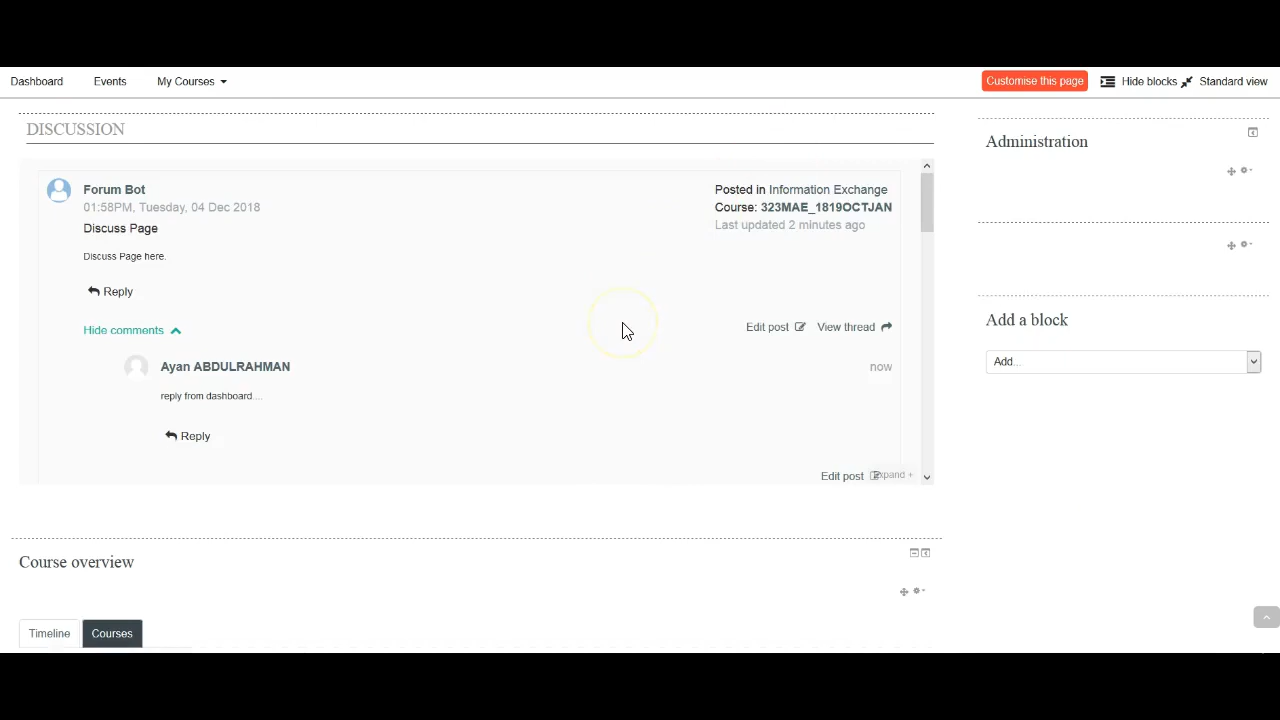 Dashboard Events My Courses Customise this page Hide blocks Standard view
DISCUSSION
Forum Bot
01:58PM, Tuesday, 04 Dec 2018
Discuss Page
Discuss Page here.
Reply
Posted in Information Exchange
Course: 323MAE_1819OCTJAN
Last updated 2 minutes ago
Hide comments
Edit post View thread
Ayan ABDULRAHMAN now
reply from dashboard....
Reply
Edit post expand +
Administration
Add a block
Add...
Course overview
Timeline Courses